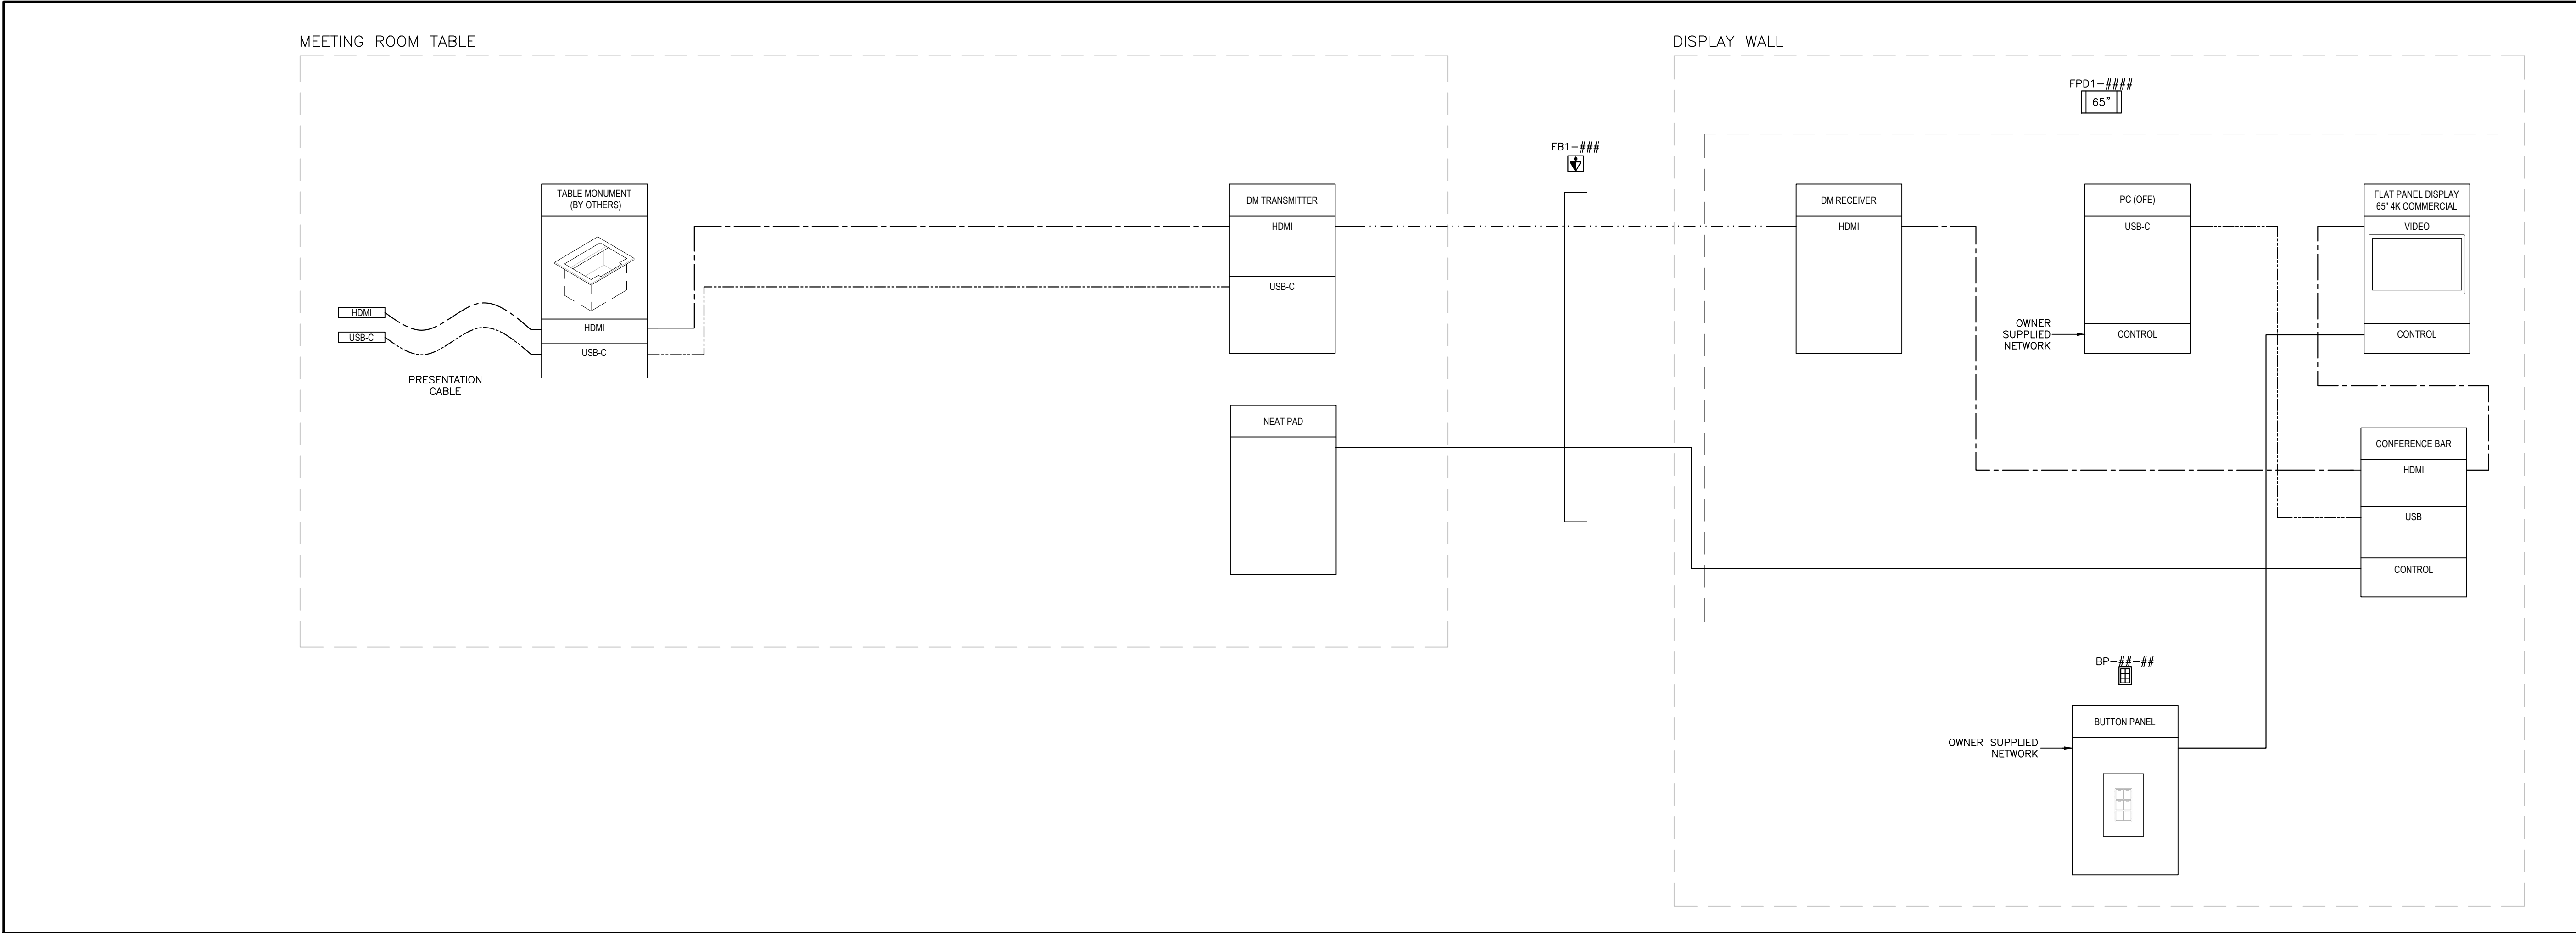 MEETING ROOM TABLE
DISPLAY WALL
FPD1-####
65"
FB1-###
TABLE MONUMENT
(BY OTHERS)
HDMI
USB-C
HDMI
USB-C
PRESENTATION
CABLE
DM TRANSMITTER
HDMI
USB-C
NEAT PAD
DM RECEIVER
HDMI
PC (OFE)
USB-C
CONTROL
OWNER
SUPPLIED
NETWORK
FLAT PANEL DISPLAY
65" 4K COMMERCIAL
VIDEO
CONTROL
CONFERENCE BAR
HDMI
USB
CONTROL
BP-##-##
BUTTON PANEL
OWNER SUPPLIED
NETWORK